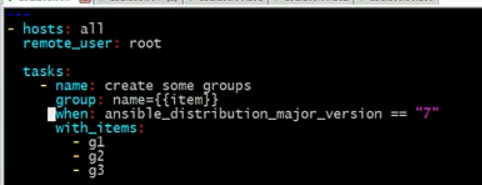 ---
- hosts: all
  remote_user: root

  tasks:
    - name: create some groups
      group: name={{item}}
      when: ansible_distribution_major_version == "7"
      with_items:
        - g1
        - g2
        - g3